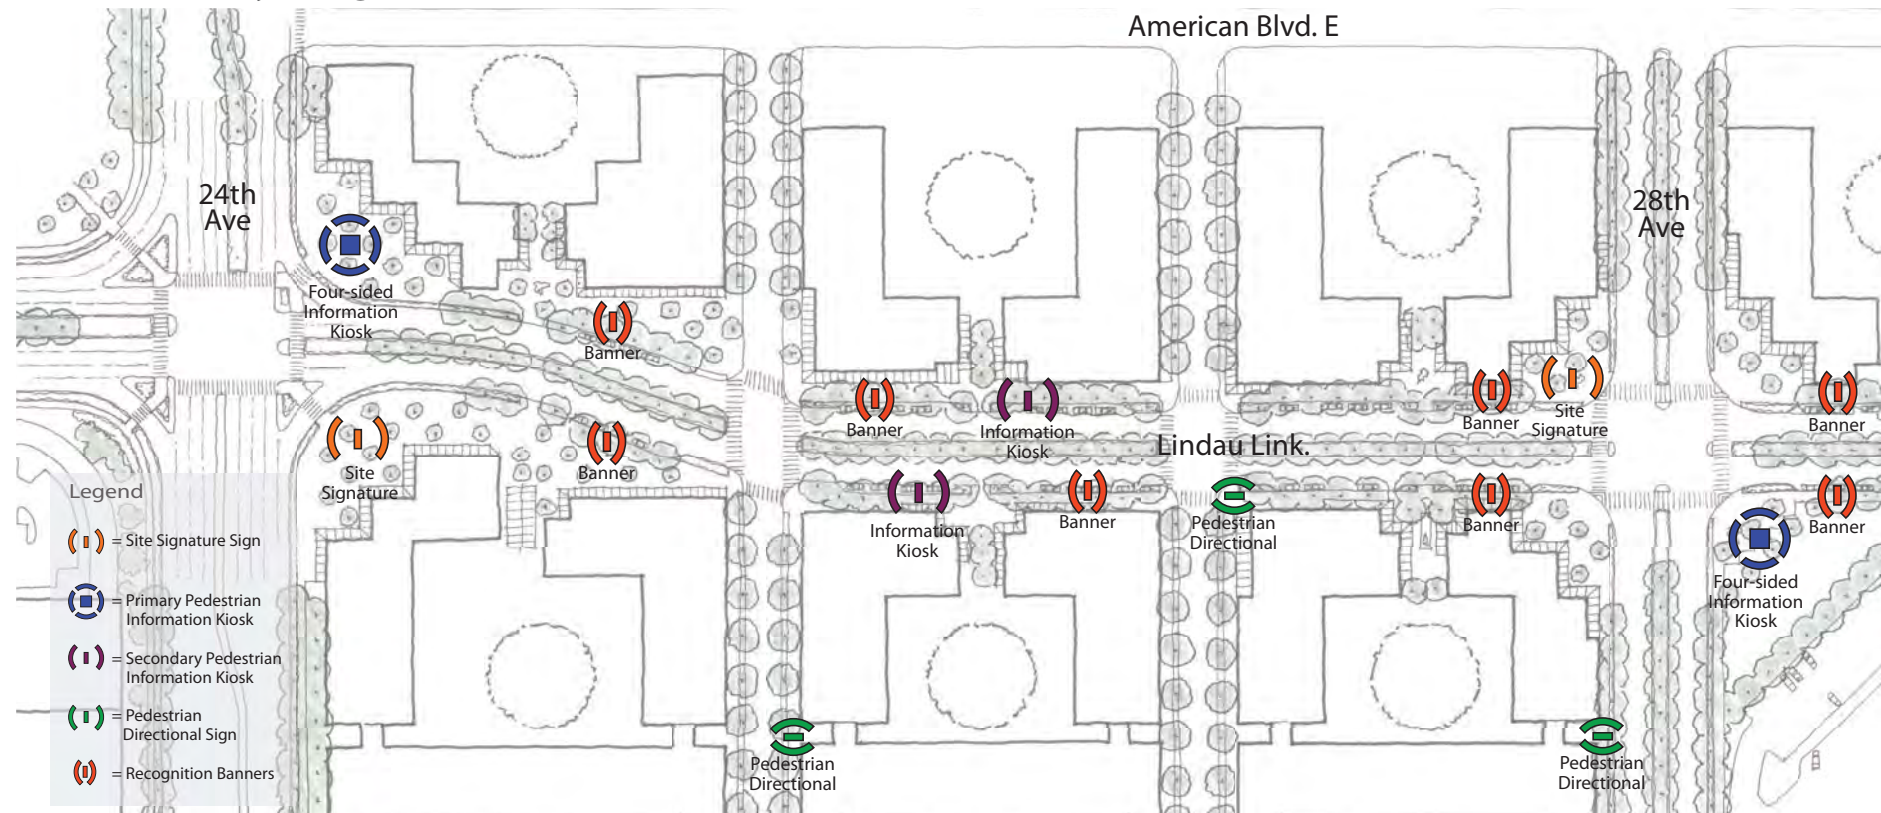 American Blvd. E
24th
Ave
28th
Ave
Four-sided
Information
Kiosk
Banner
Banner
Information
Kiosk
Banner
Site
Signature
Banner
Lindau Link.
Site
Signature
Banner
Information
Kiosk
Banner
Pedestrian
Directional
Banner
Banner
Four-sided
Information
Kiosk
Pedestrian
Directional
Pedestrian
Directional
Legend
= Site Signature Sign
= Primary Pedestrian
Information Kiosk
= Secondary Pedestrian
Information Kiosk
= Pedestrian
Directional Sign
= Recognition Banners